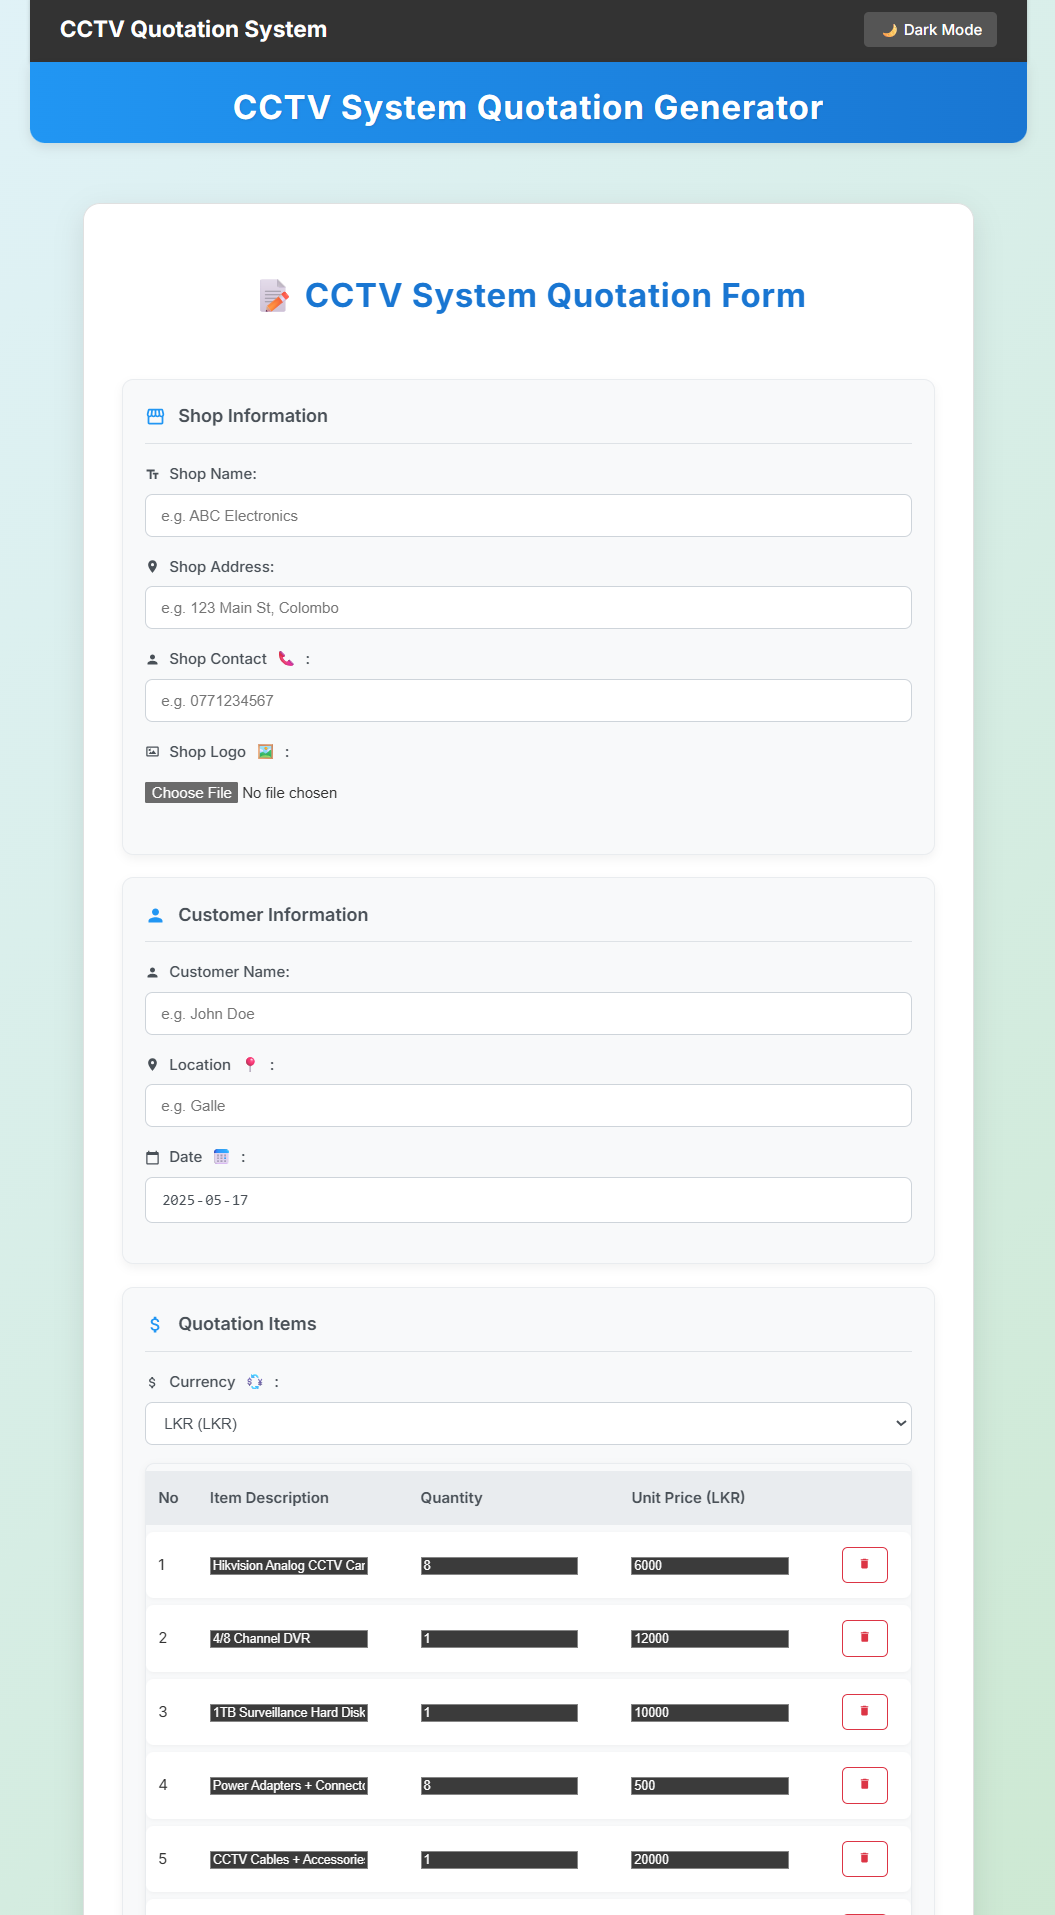 CCTV Quotation System
🌙 Dark Mode
CCTV System Quotation Generator
📝 CCTV System Quotation Form
Shop Information
Shop Name:
e.g. ABC Electronics
Shop Address:
e.g. 123 Main St, Colombo
Shop Contact 📞 :
e.g. 0771234567
Shop Logo 🖼️ :
Choose File No file chosen
Customer Information
Customer Name:
e.g. John Doe
Location 📍 :
e.g. Galle
Date 📅 :
2025-05-17
Quotation Items
Currency 💱 :
LKR (LKR)
No Item Description Quantity Unit Price (LKR)
1 Hikvision Analog CCTV Car 8 6000
2 4/8 Channel DVR 1 12000
3 1TB Surveillance Hard Disk 1 10000
4 Power Adapters + Connecto 8 500
5 CCTV Cables + Accessories 1 20000